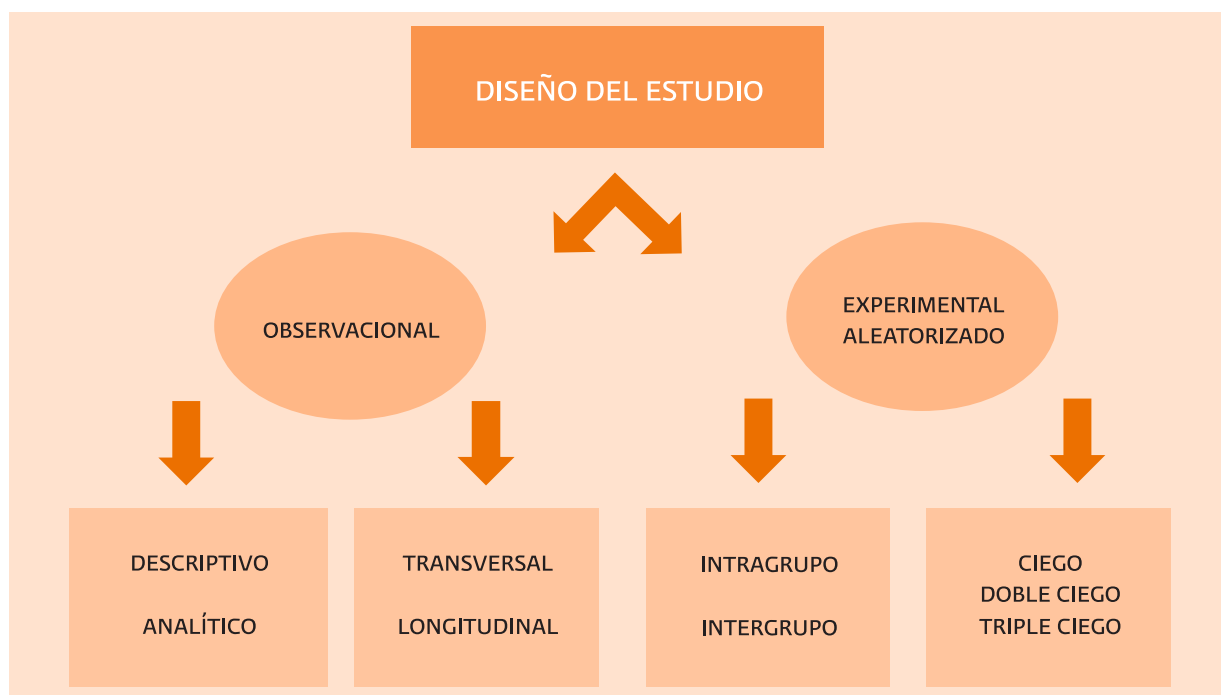 DISEÑO DEL ESTUDIO
OBSERVACIONAL
EXPERIMENTAL
ALEATORIZADO
DESCRIPTIVO
ANALÍTICO
TRANSVERSAL
LONGITUDINAL
INTRAGRUPO
INTERGRUPO
CIEGO
DOBLE CIEGO
TRIPLE CIEGO